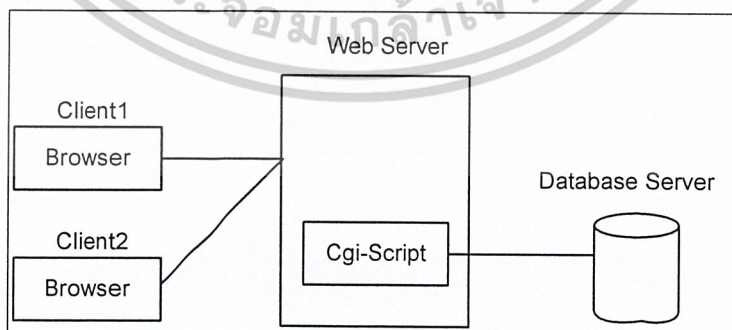 Web Server
Client1
Browser
Database Server
Client2
Cgi-Script
Browser